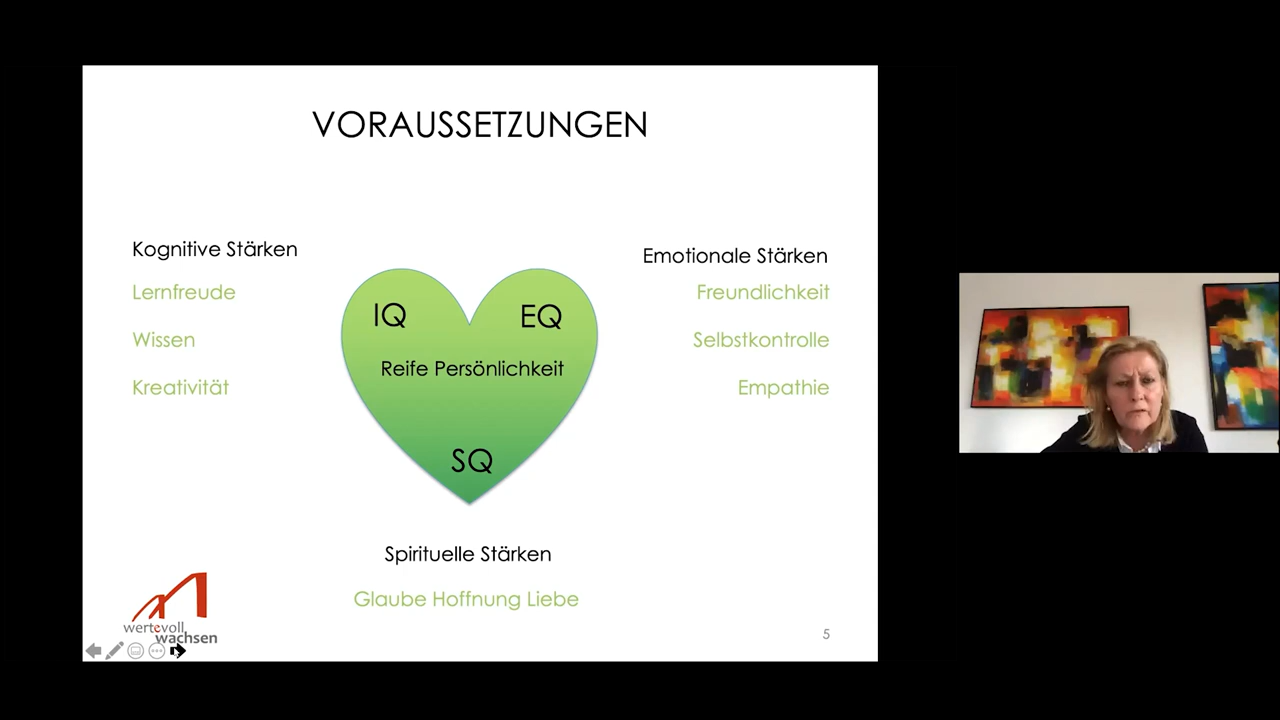 VORAUSSETZUNGEN
Kognitive Stärken
Lernfreude
Wissen
Kreativität
Emotionale Stärken
Freundlichkeit
Selbstkontrolle
Empathie
IQ
EQ
Reife Persönlichkeit
SQ
Spirituelle Stärken
Glaube Hoffnung Liebe
wertevoll
wachsen
5